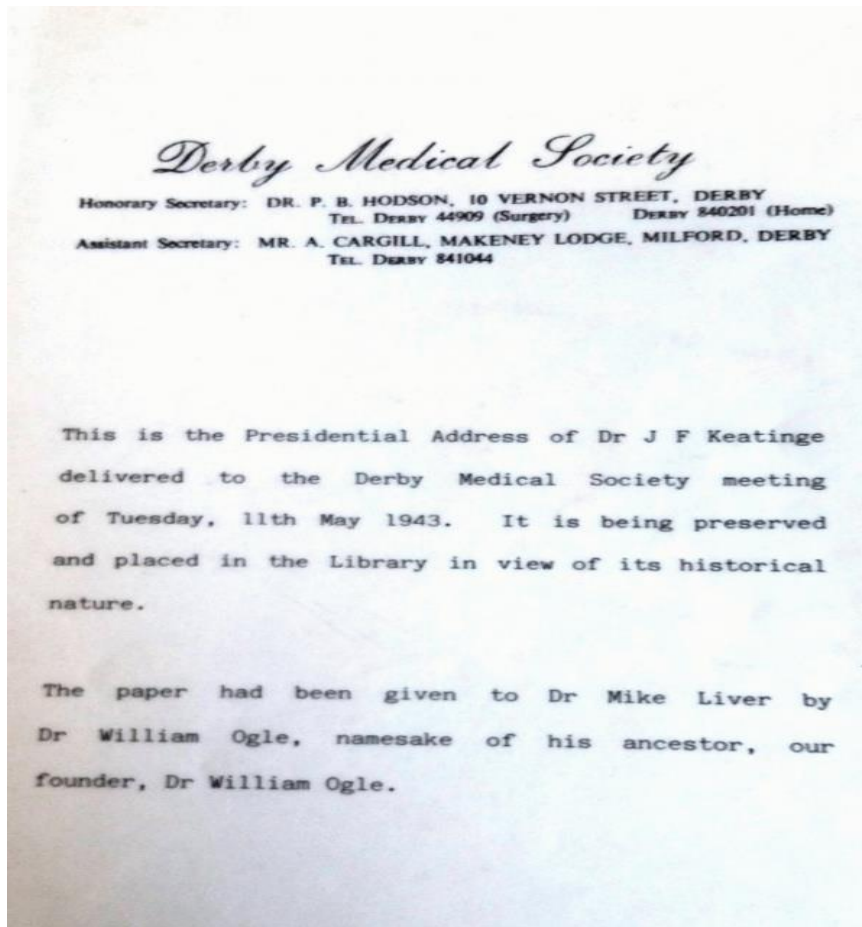 Derby Medical Society
Honorary Secretary: DR. P. B. HODSON, 10 VERNON STREET, DERBY
TEL. DERBY 44909 (Surgery) DERBY 840201 (Home)
Assistant Secretary: MR. A. CARGILL, MAKENEY LODGE, MILFORD, DERBY
TEL. DERBY 841044
This is the Presidential Address of Dr J F Keatinge
delivered to the Derby Medical Society meeting
of Tuesday, 11th May 1943. It is being preserved
and placed in the Library in view of its historical
nature.
The paper had been given to Dr Mike Liver by
Dr William Ogle, namesake of his ancestor, our
founder, Dr William Ogle.